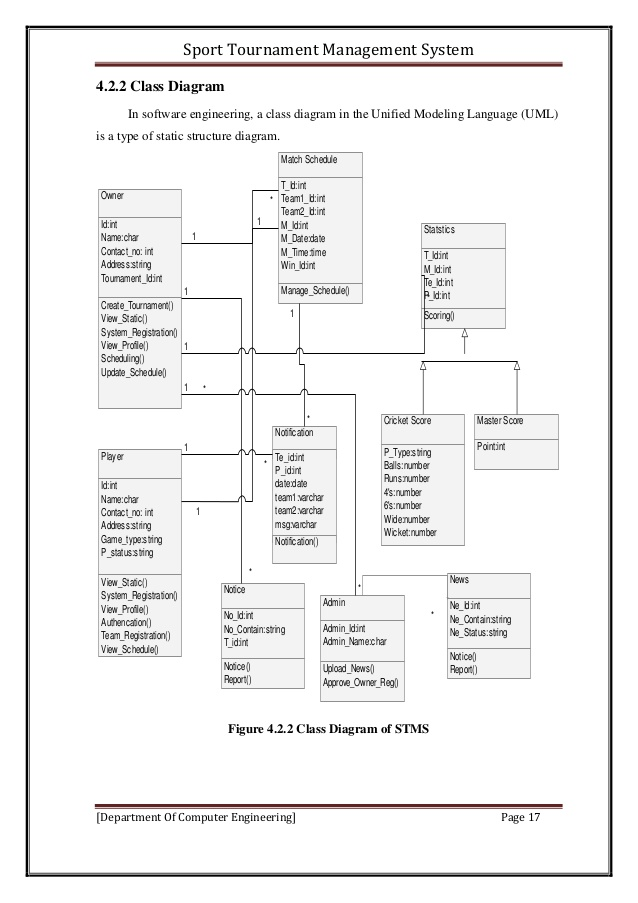 Sport Tournament Management System
4.2.2 Class Diagram
In software engineering, a class diagram in the Unified Modeling Language (UML)
is a type of static structure diagram.
Match Schedule
T_Id:int
Team1_Id:int
Team2_Id:int
M_Id:int
M_Date:date
M_Time:time
Win_Id:int
Manage_Schedule()
Owner
Id:int
Name:char
Contact_no: int
Address:string
Tournament_Id:int
Create_Tournament()
View_Static()
System_Registration()
View_Profile()
Scheduling()
Update_Schedule()
1
*
1
1
1
1
*
1
Statstics
T_Id:int
M_Id:int
Te_Id:int
P_Id:int
Scoring()
Cricket Score
P_Type:string
Balls:number
Runs:number
4's:number
6's:number
Wide:number
Wicket:number
Master Score
Point:int
*
Notification
Te_id:int
P_id:int
date:date
team1:varchar
team2:varchar
msg:varchar
Notification()
Player
Id:int
Name:char
Contact_no: int
Address:string
Game_type:string
P_status:string
View_Static()
System_Registration()
View_Profile()
Authencation()
Team_Registration()
View_Schedule()
1
*
1
*
Notice
No_Id:int
No_Contain:string
T_id:int
Notice()
Report()
*
Admin
Admin_Id:int
Admin_Name:char
Upload_News()
Approve_Owner_Reg()
*
News
Ne_Id:int
Ne_Contain:string
Ne_Status:string
Notice()
Report()
Figure 4.2.2 Class Diagram of STMS
[Department Of Computer Engineering]
Page 17